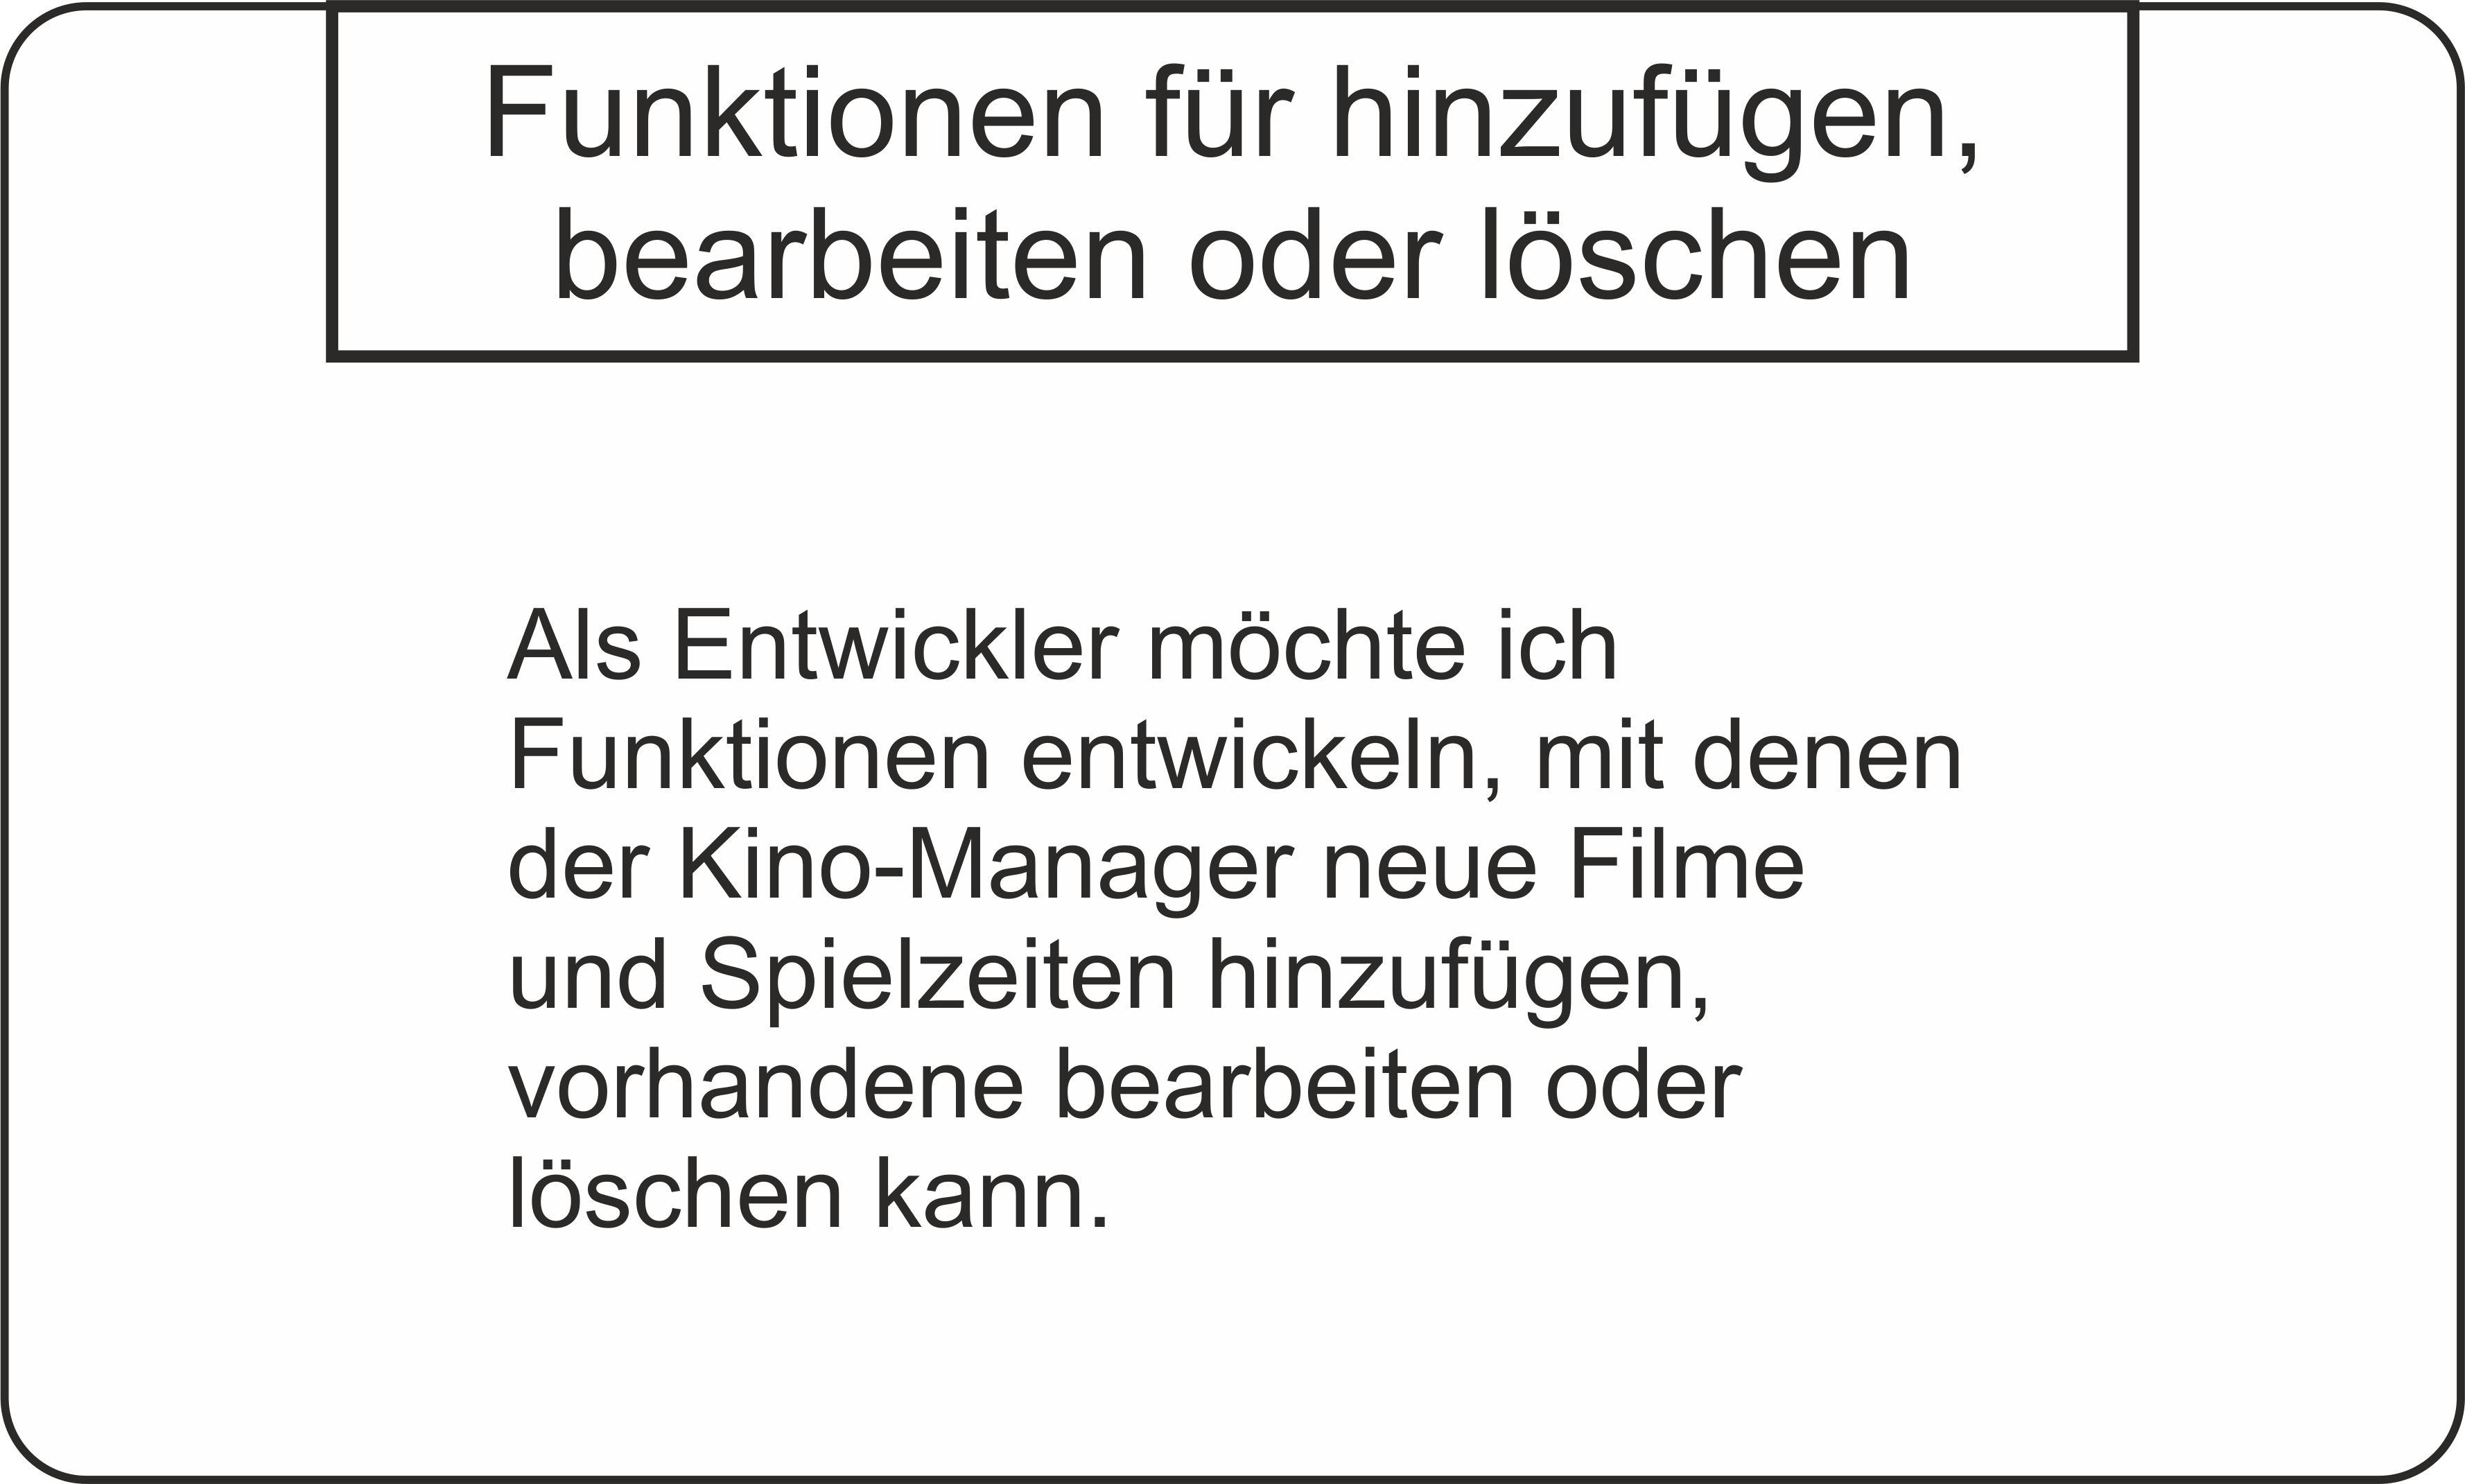 Funktionen für hinzufügen,
bearbeiten oder löschen
Als Entwickler möchte ich
Funktionen entwickeln, mit denen
der Kino-Manager neue Filme
und Spielzeiten hinzufügen,
vorhandene bearbeiten oder
löschen kann.